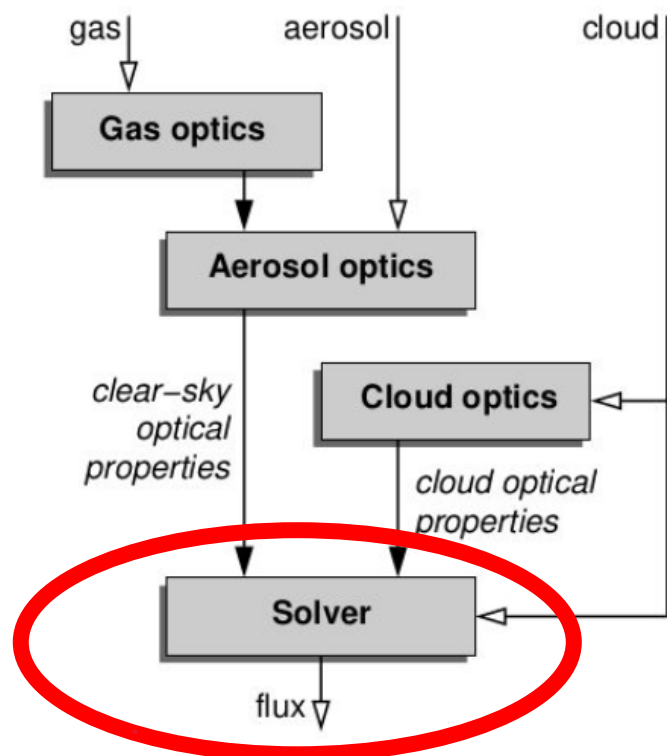 gas
aerosol
cloud
Gas optics
Aerosol optics
clear–sky
optical
properties
Cloud optics
cloud optical
properties
Solver
flux